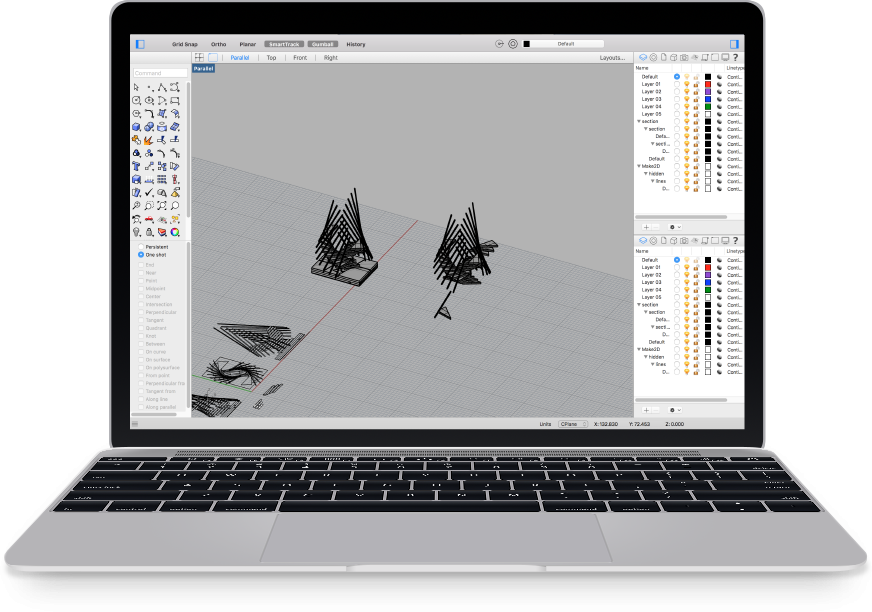 Grid Snap Ortho Planar SmartTrack Gumball History Default
Parallel Top Front Right Layouts...
Parallel
Command
Persistent
One shot
End
Near
Point
Midpoint
Center
Intersection
Perpendicular
Tangent
Quadrant
Knot
Between
On curve
On surface
On polysurface
From point
Perpendicular fro
Tangent from
Along line
Along parallel
Name Linetype
Default Conti...
Layer 01 Conti...
Layer 02 Conti...
Layer 03 Conti...
Layer 04 Conti...
Layer 05 Conti...
section Conti...
section Conti...
Defa... Conti...
secti... Conti...
D... Conti...
Default Conti...
Make2D Conti...
hidden Conti...
lines Conti...
D... Conti...
Name Linetype
Default Conti...
Layer 01 Conti...
Layer 02 Conti...
Layer 03 Conti...
Layer 04 Conti...
Layer 05 Conti...
section Conti...
section Conti...
Defa... Conti...
secti... Conti...
D... Conti...
Default Conti...
Make2D Conti...
hidden Conti...
lines Conti...
D... Conti...
Units CPlane X:132.830 Y:72.453 Z:0.000
control option command command option